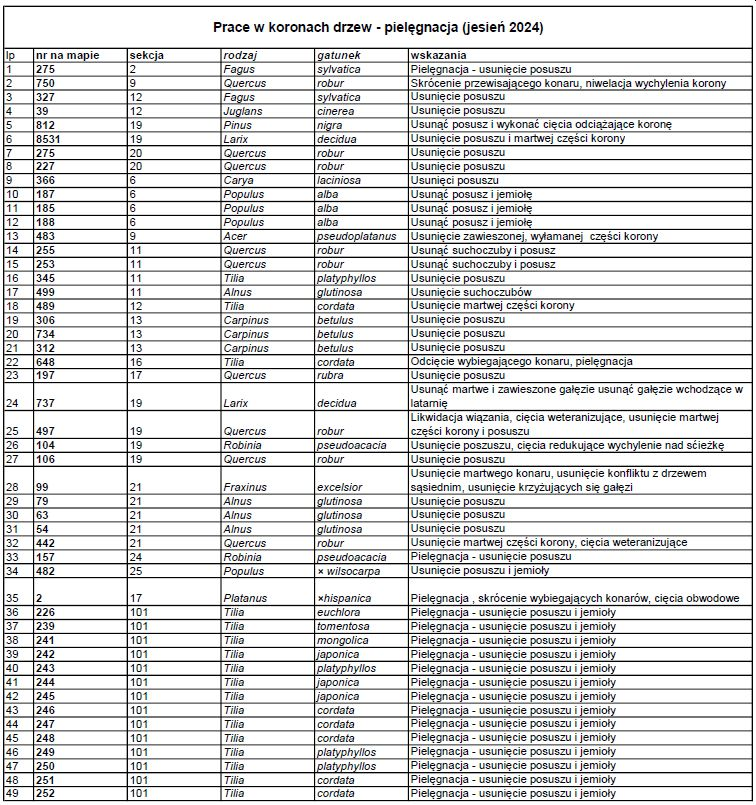 Prace w koronach drzew - pielęgnacja (jesień 2024)
lp nr na mapie sekcja rodzaj gatunek wskazania
1 275 2 Fagus sylvatica Pielęgnacja - usunięcie posuszu
2 750 9 Quercus robur Skrócenie przewisającego konaru, niwelacja wychylenia korony
3 327 12 Fagus sylvatica Usunięcie posuszu
4 39 12 Juglans cinerea Usunięcie posuszu
5 812 19 Pinus nigra Usunąć posusz i wykonać cięcia odciążające koronę
6 8531 19 Larix decidua Usunięcie posuszu i martwej części korony
7 275 20 Quercus robur Usunięcie posuszu
8 227 20 Quercus robur Usunięcie posuszu
9 366 6 Carya laciniosa Usunięci posuszu
10 187 6 Populus alba Usunąć posusz i jemiołę
11 185 6 Populus alba Usunąć posusz i jemiołę
12 188 6 Populus alba Usunąć posusz i jemiołę
13 483 9 Acer pseudoplatanus Usunięcie zawieszonej, wyłamanej części korony
14 255 11 Quercus robur Usunąć suchoczuby i posusz
15 253 11 Quercus robur Usunąć suchoczuby i posusz
16 345 11 Tilia platyphyllos Usunięcie posuszu
17 499 11 Alnus glutinosa Usunięcie suchoczubów
18 489 12 Tilia cordata Usunięcie martwej części korony
19 306 13 Carpinus betulus Usunięcie posuszu
20 734 13 Carpinus betulus Usunięcie posuszu
21 312 13 Carpinus betulus Usunięcie posuszu
22 648 16 Tilia cordata Odcięcie wybiegającego konaru, pielęgnacja
23 197 17 Quercus rubra Usunięcie posuszu
24 737 19 Larix decidua Usunąć martwe i zawieszone gałęzie usunąć gałęzie wchodzące w
latarnię
25 497 19 Quercus robur Likwidacja wiązania, cięcia weteranizujące, usunięcie martwej
części korony i posuszu
26 104 19 Robinia pseudoacacia Usunięcie poszuszu, cięcia redukujące wychylenie nad sćieżkę
27 106 19 Quercus robur Usunięcie posuszu
28 99 21 Fraxinus excelsior Usunięcie martwego konaru, usunięcie konfliktu z drzewem
sąsiednim, usunięcie krzyżujących się gałęzi
29 79 21 Alnus glutinosa Usunięcie posuszu
30 63 21 Alnus glutinosa Usunięcie posuszu
31 54 21 Alnus glutinosa Usunięcie posuszu
32 442 21 Quercus robur Usunięcie martwej części korony, cięcia weteranizujące
33 157 24 Robinia pseudoacacia Pielęgnacja - usunięcie posuszu
34 482 25 Populus × wilsocarpa Usunięcie posuszu i jemioły
35 2 17 Platanus ×hispanica Pielęgnacja , skrócenie wybiegających konarów, cięcia obwodowe
36 226 101 Tilia euchlora Pielęgnacja - usunięcie posuszu i jemioły
37 239 101 Tilia tomentosa Pielęgnacja - usunięcie posuszu i jemioły
38 241 101 Tilia mongolica Pielęgnacja - usunięcie posuszu i jemioły
39 242 101 Tilia japonica Pielęgnacja - usunięcie posuszu i jemioły
40 243 101 Tilia platyphyllos Pielęgnacja - usunięcie posuszu i jemioły
41 244 101 Tilia japonica Pielęgnacja - usunięcie posuszu i jemioły
42 245 101 Tilia japonica Pielęgnacja - usunięcie posuszu i jemioły
43 246 101 Tilia cordata Pielęgnacja - usunięcie posuszu i jemioły
44 247 101 Tilia cordata Pielęgnacja - usunięcie posuszu i jemioły
45 248 101 Tilia cordata Pielęgnacja - usunięcie posuszu i jemioły
46 249 101 Tilia platyphyllos Pielęgnacja - usunięcie posuszu i jemioły
47 250 101 Tilia platyphyllos Pielęgnacja - usunięcie posuszu i jemioły
48 251 101 Tilia cordata Pielęgnacja - usunięcie posuszu i jemioły
49 252 101 Tilia cordata Pielęgnacja - usunięcie posuszu i jemioły